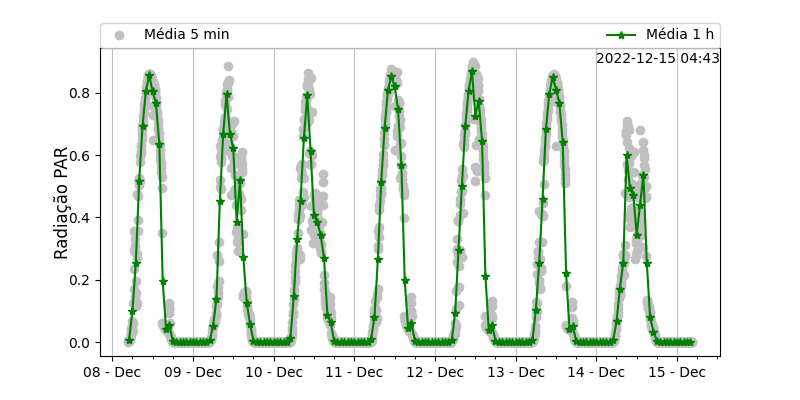 Média 5 min
Média 1 h
2022-12-15 04:43
Radiação PAR
0.8
0.6
0.4
0.2
0.0
08 - Dec
09 - Dec
10 - Dec
11 - Dec
12 - Dec
13 - Dec
14 - Dec
15 - Dec